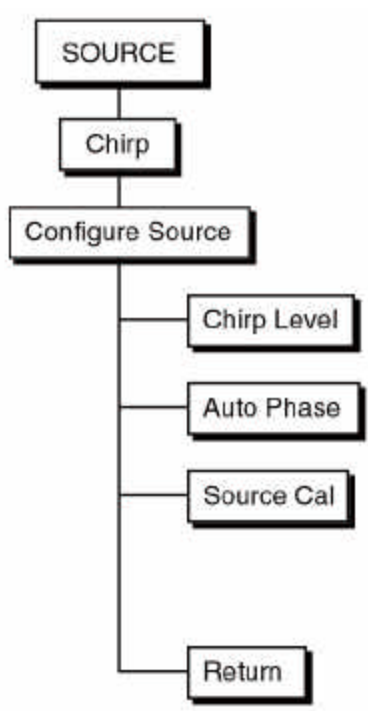 SOURCE
Chirp
Configure Source
Chirp Level
Auto Phase
Source Cal
Return